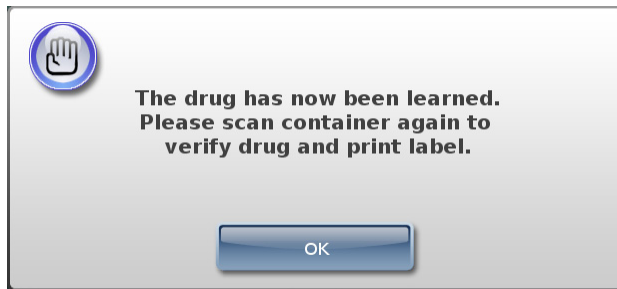 The drug has now been learned.
Please scan container again to
verify drug and print label.
OK